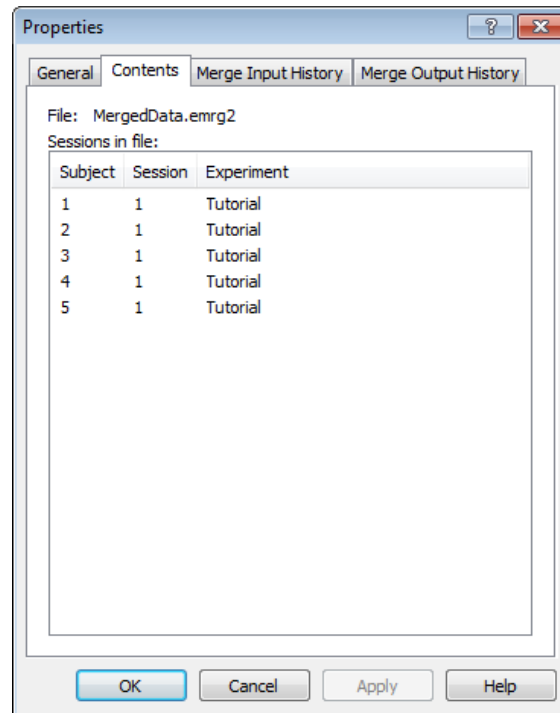 Properties
General Contents Merge Input History Merge Output History
File: MergedData.emrg2
Sessions in file:
Subject Session Experiment
1 1 Tutorial
2 1 Tutorial
3 1 Tutorial
4 1 Tutorial
5 1 Tutorial
OK Cancel Apply Help